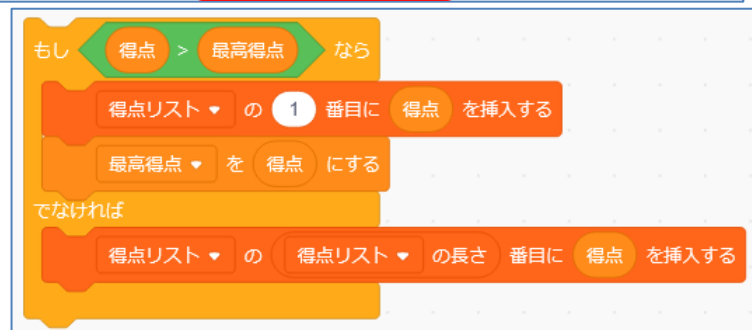 もし 得点 > 最高得点 なら
得点リスト の 1 番目に 得点 を挿入する
最高得点 を 得点 にする
でなければ
得点リスト の 得点リスト の長さ 番目に 得点 を挿入する